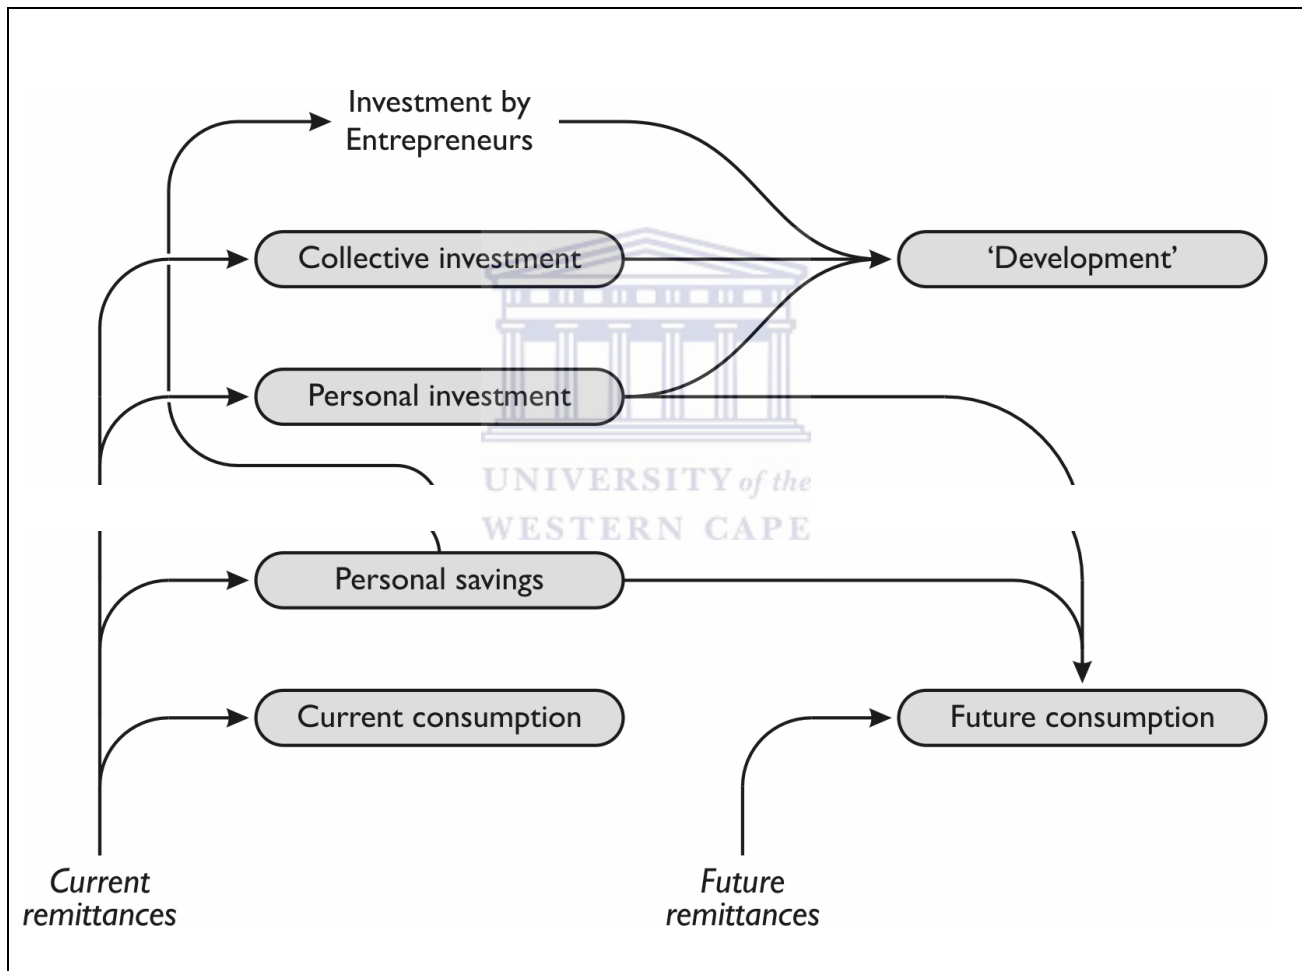 Investment by
Entrepreneurs
Collective investment
‘Development’
Personal investment
UNIVERSITY of the
WESTERN CAPE
Personal savings
Current consumption
Future consumption
Current
remittances
Future
remittances